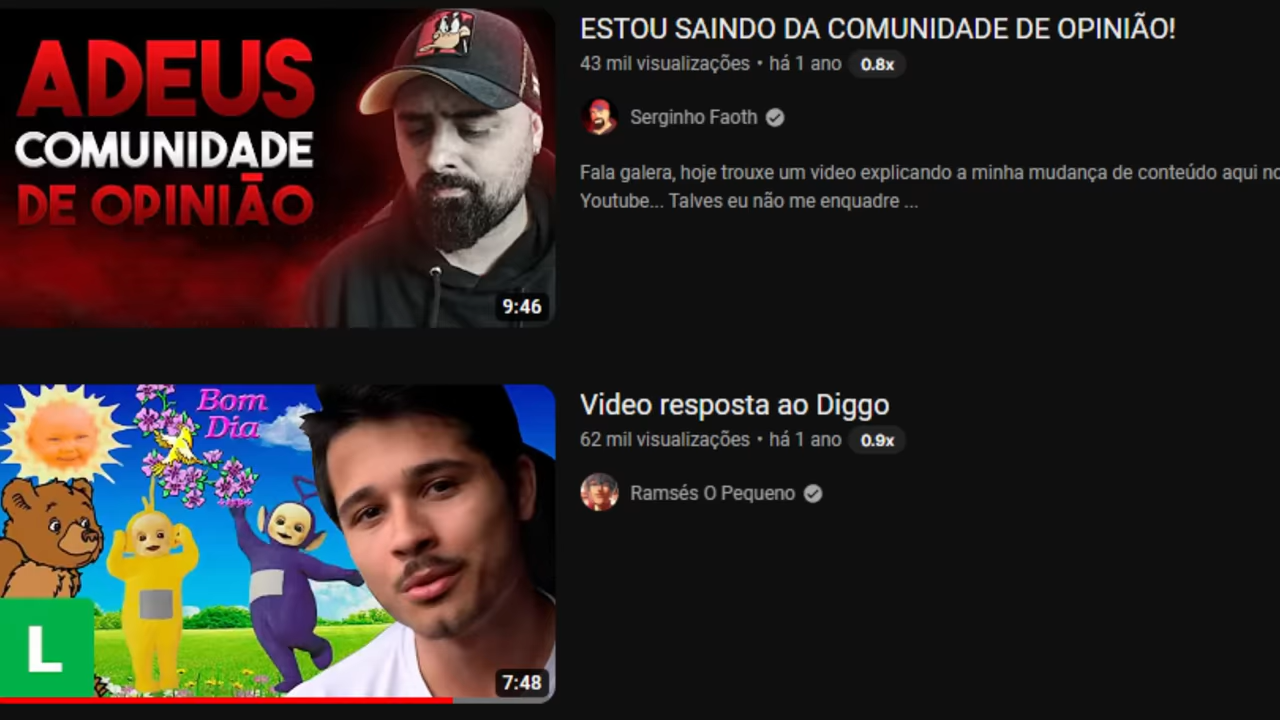 ADEUS
COMUNIDADE
DE OPINIÃO
9:46
ESTOU SAINDO DA COMUNIDADE DE OPINIÃO!
43 mil visualizações • há 1 ano 0.8x
Serginho Faoth
Fala galera, hoje trouxe um video explicando a minha mudança de conteúdo aqui no
Youtube... Talves eu não me enquadre ...
Bom
Dia
L
7:48
Video resposta ao Diggo
62 mil visualizações • há 1 ano 0.9x
Ramsés O Pequeno